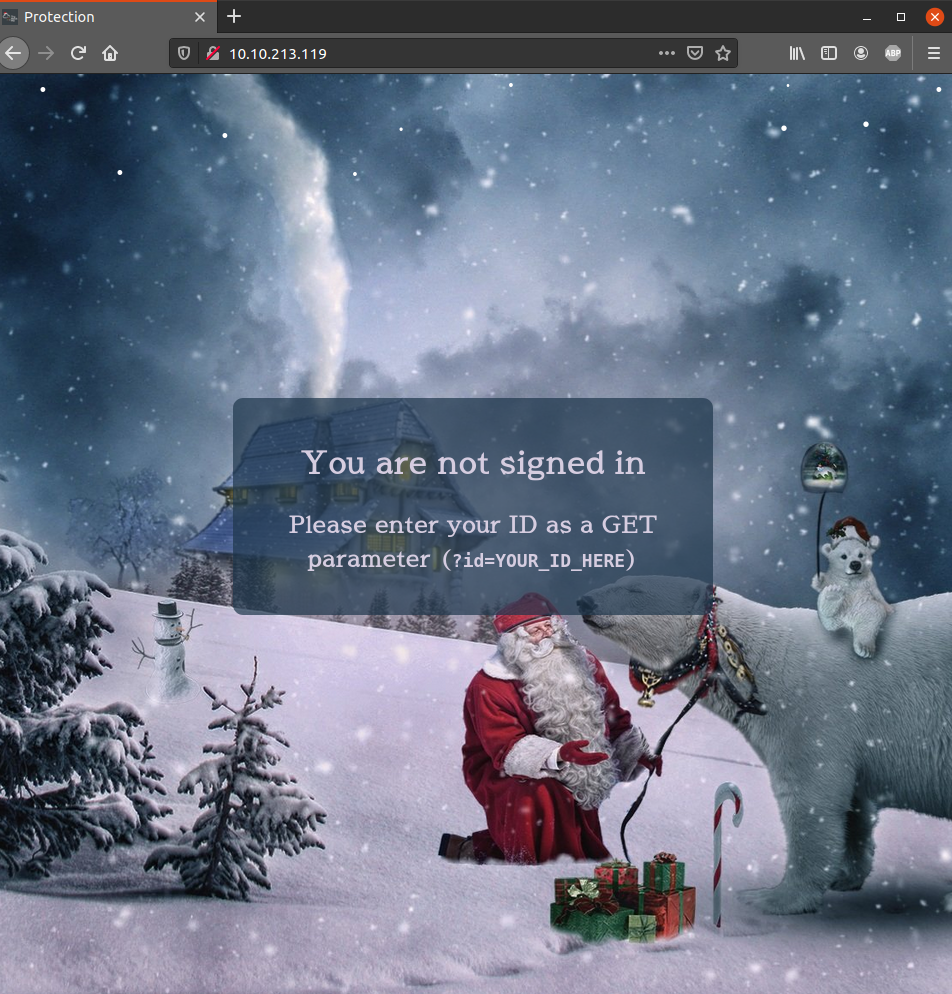 Protection
10.10.213.119
ABP
You are not signed in
Please enter your ID as a GET
parameter (?id=YOUR_ID_HERE)